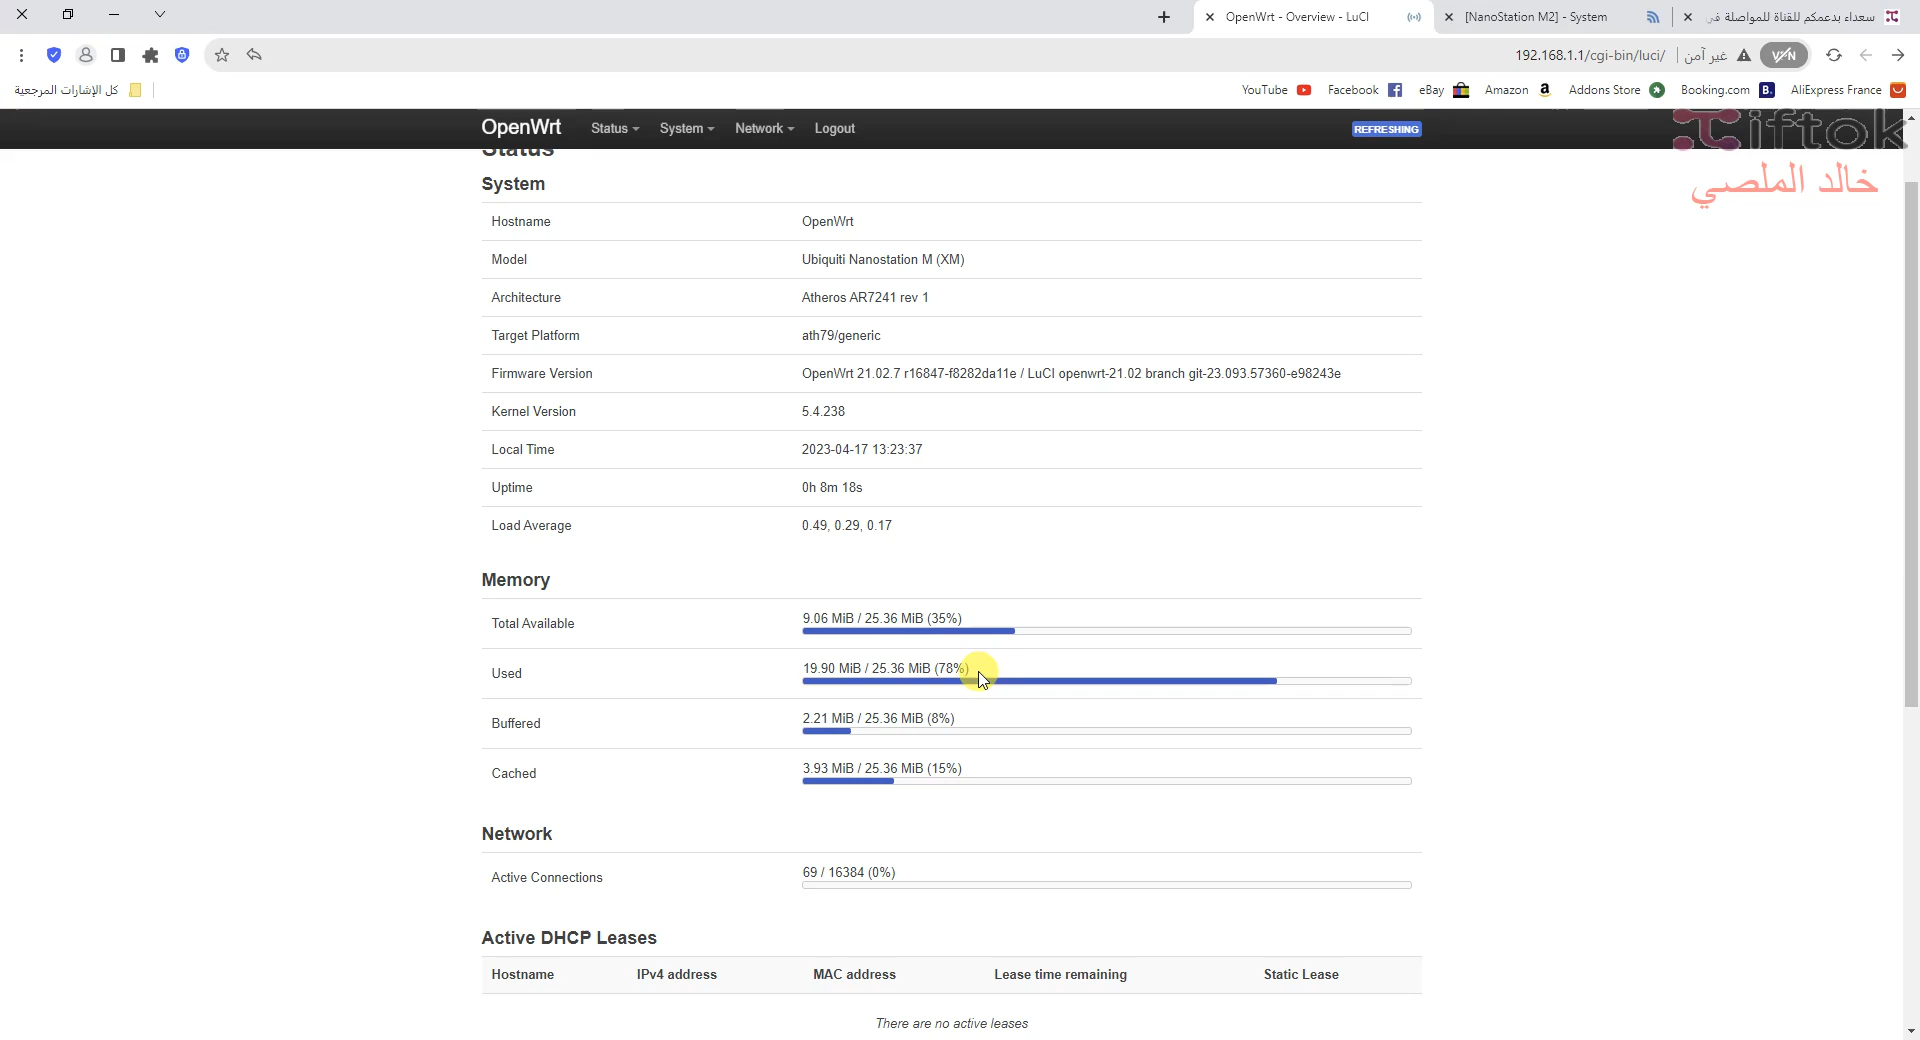 OpenWrt - Overview - LuCI
[NanoStation M2] - System
سعداء بدعمكم للقناة للمواصلة في
192.168.1.1/cgi-bin/luci/
غير آمن
VPN
كل الإشارات المرجعية
YouTube
Facebook
eBay
Amazon
Addons Store
Booking.com
AliExpress France
OpenWrt
Status
System
Network
Logout
REFRESHING
iftok
خالد الملصي
Status
System
Hostname OpenWrt
Model Ubiquiti Nanostation M (XM)
Architecture Atheros AR7241 rev 1
Target Platform ath79/generic
Firmware Version OpenWrt 21.02.7 r16847-f8282da11e / LuCI openwrt-21.02 branch git-23.093.57360-e98243e
Kernel Version 5.4.238
Local Time 2023-04-17 13:23:37
Uptime 0h 8m 18s
Load Average 0.49, 0.29, 0.17
Memory
Total Available 9.06 MiB / 25.36 MiB (35%)
Used 19.90 MiB / 25.36 MiB (78%)
Buffered 2.21 MiB / 25.36 MiB (8%)
Cached 3.93 MiB / 25.36 MiB (15%)
Network
Active Connections 69 / 16384 (0%)
Active DHCP Leases
Hostname IPv4 address MAC address Lease time remaining Static Lease
There are no active leases